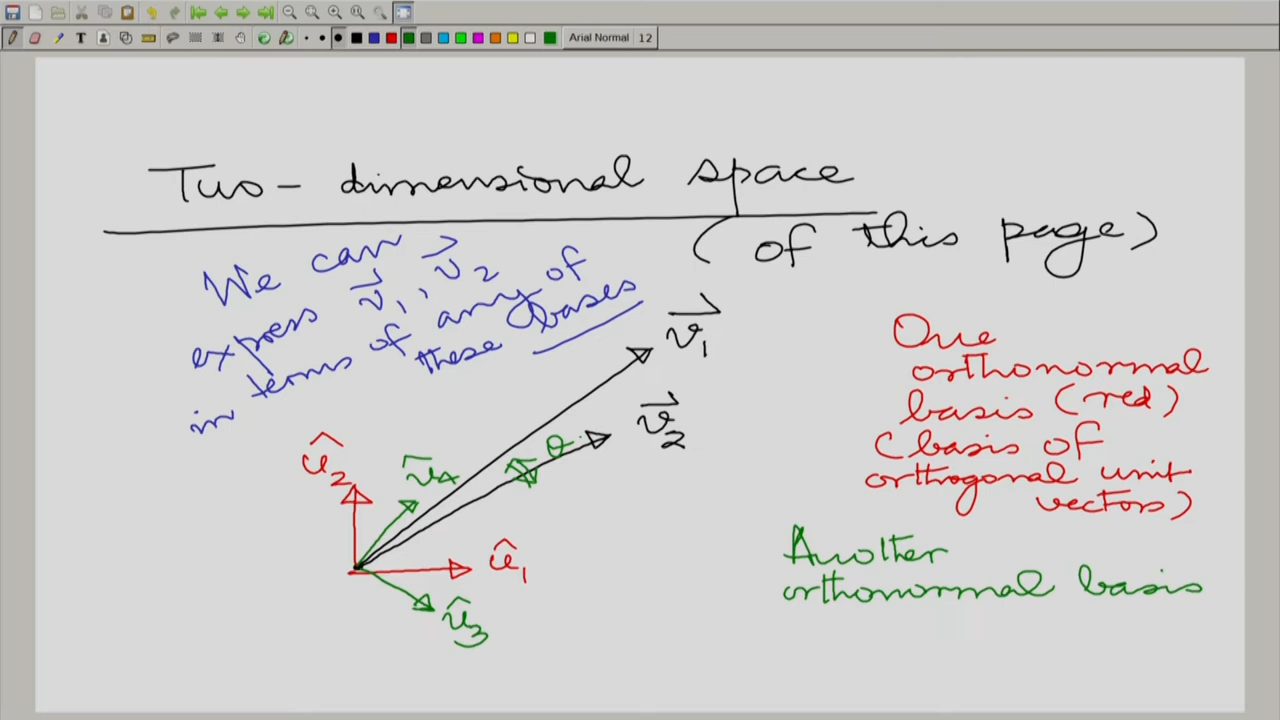 Arial Normal 12
Two-dimensional space
(of this page)
We can
express v⃗₁, v⃗₂
in terms of any of
these bases
v⃗₁
v⃗₂
θ
û₂
û₄
û₁
û₃
One
orthonormal
basis (red)
(basis of
orthogonal unit
vectors)
Another
orthonormal basis